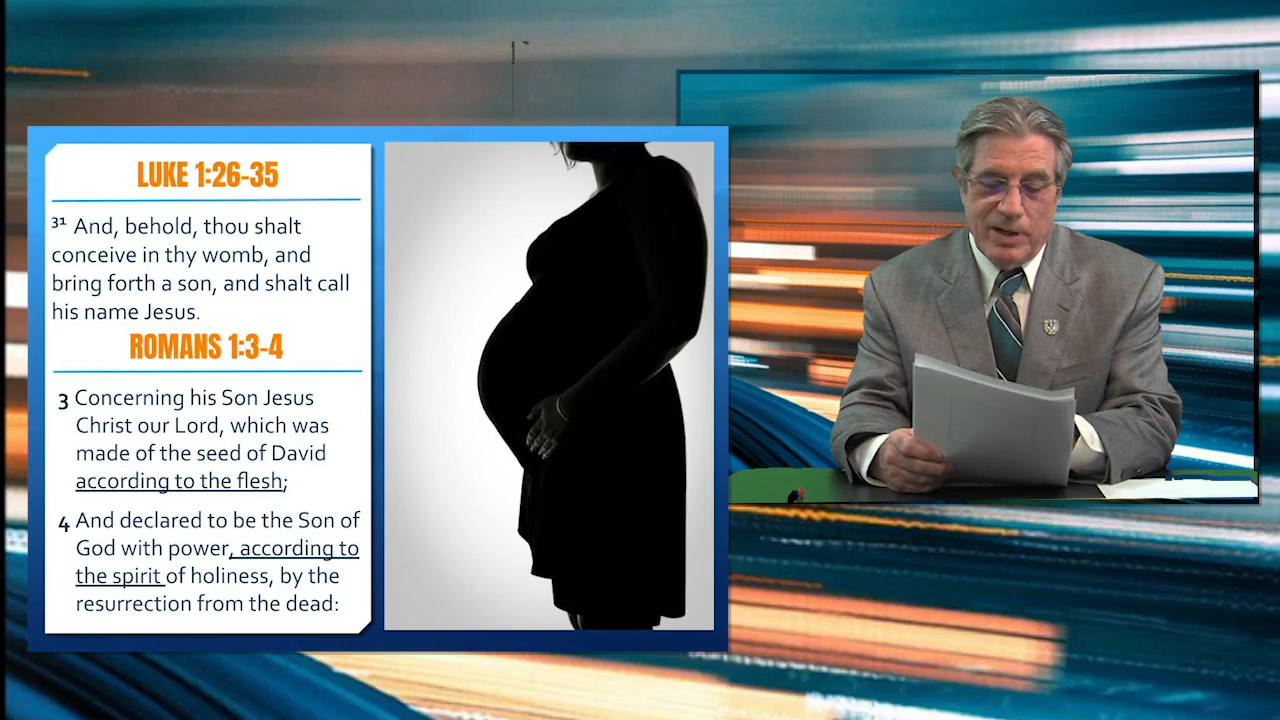 LUKE 1:26-35
31 And, behold, thou shalt
conceive in thy womb, and
bring forth a son, and shalt call
his name Jesus.
ROMANS 1:3-4
3 Concerning his Son Jesus
Christ our Lord, which was
made of the seed of David
according to the flesh;
4 And declared to be the Son of
God with power, according to
the spirit of holiness, by the
resurrection from the dead: